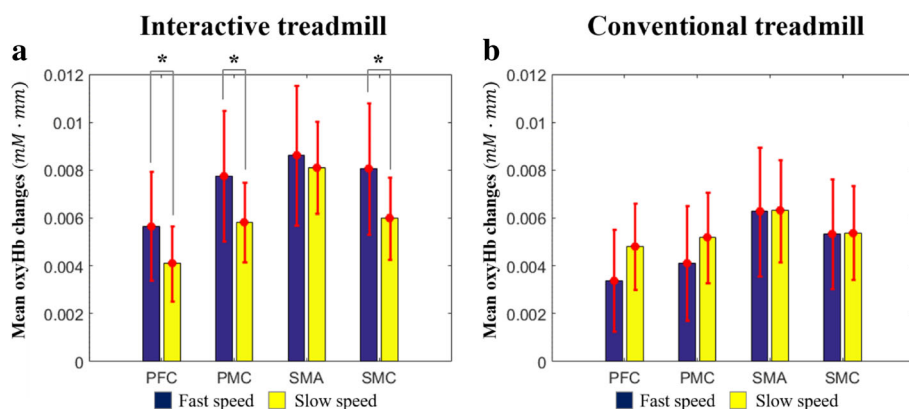 Interactive treadmill
a
Mean oxyHb changes (mM · mm)
0.012
0.01
0.008
0.006
0.004
0.002
0
*
*
*
PFC PMC SMA SMC
Fast speed Slow speed
Conventional treadmill
b
Mean oxyHb changes (mM · mm)
0.012
0.01
0.008
0.006
0.004
0.002
0
PFC PMC SMA SMC
Fast speed Slow speed